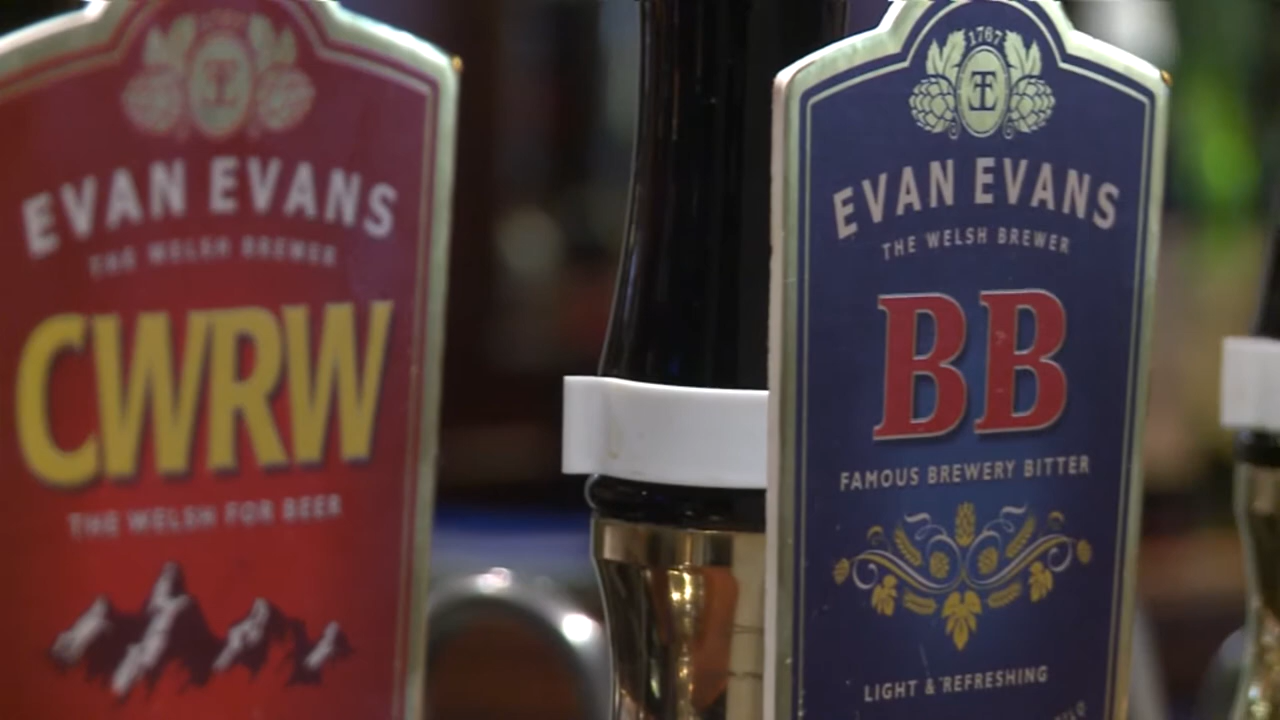 EVAN EVANS
THE WELSH BREWER
CWRW
THE WELSH FOR BEER
1767
EVAN EVANS
THE WELSH BREWER
BB
FAMOUS BREWERY BITTER
LIGHT & REFRESHING